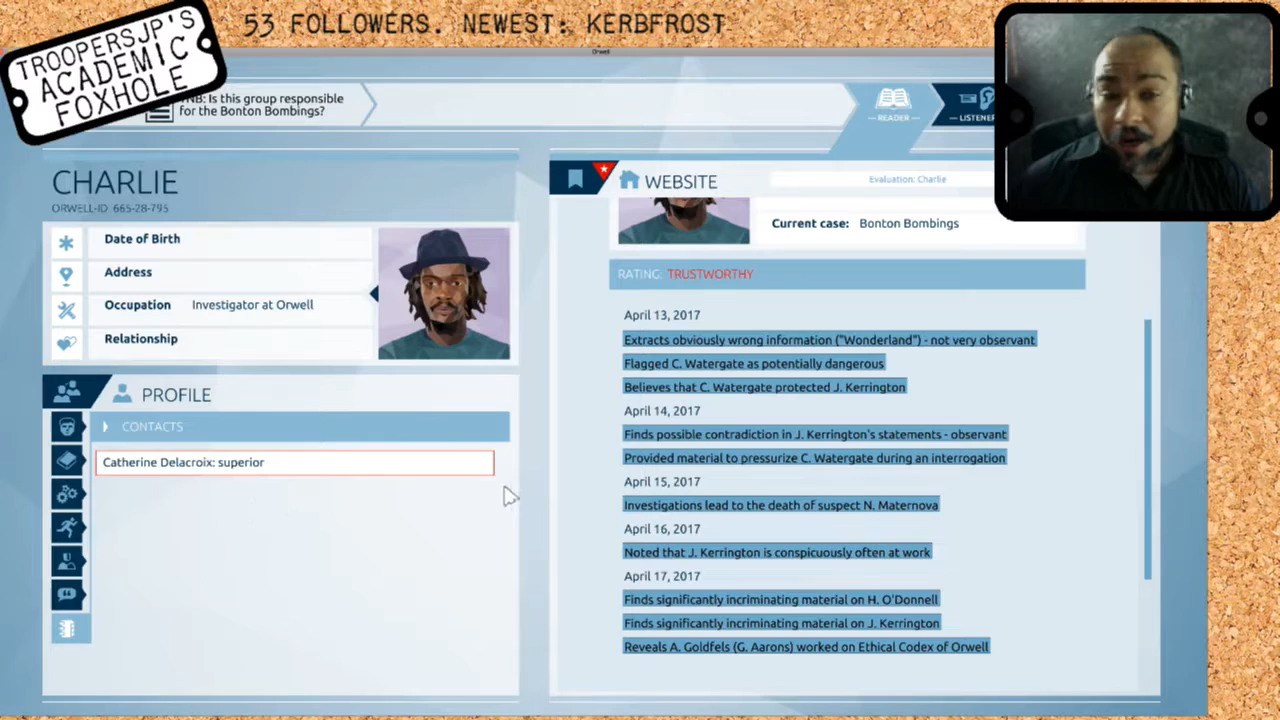 53 FOLLOWERS. NEWEST: KERBFROST
TROOPERSJP'S
ACADEMIC
FOXHOLE
Orwell
Is this group responsible
for the Bonton Bombings?
READER
LISTENER
CHARLIE
ORWELL-ID 665-28-795
Date of Birth
Address
Occupation Investigator at Orwell
Relationship
PROFILE
CONTACTS
Catherine Delacroix: superior
WEBSITE
Evaluation: Charlie
Current case: Bonton Bombings
RATING: TRUSTWORTHY
April 13, 2017
Extracts obviously wrong information ("Wonderland") - not very observant
Flagged C. Watergate as potentially dangerous
Believes that C. Watergate protected J. Kerrington
April 14, 2017
Finds possible contradiction in J. Kerrington's statements - observant
Provided material to pressurize C. Watergate during an interrogation
April 15, 2017
Investigations lead to the death of suspect N. Maternova
April 16, 2017
Noted that J. Kerrington is conspicuously often at work
April 17, 2017
Finds significantly incriminating material on H. O'Donnell
Finds significantly incriminating material on J. Kerrington
Reveals A. Goldfels (G. Aarons) worked on Ethical Codex of Orwell